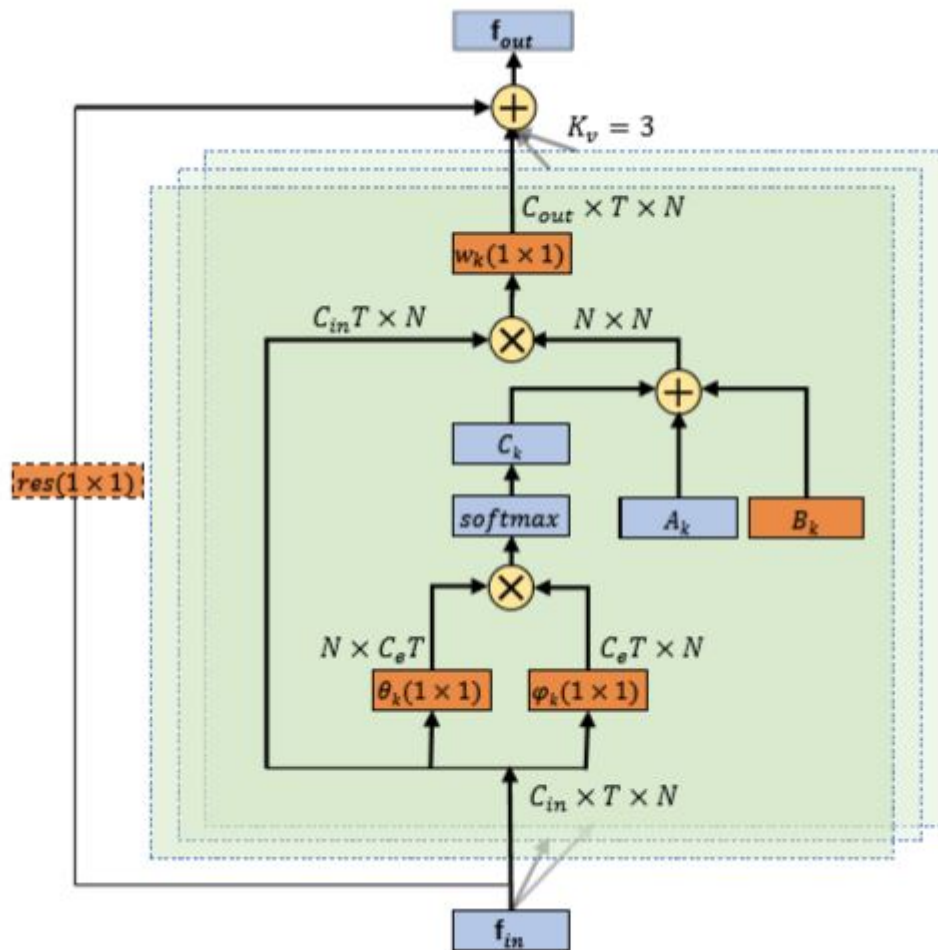 f_out
K_v = 3
C_out × T × N
w_k(1 × 1)
C_in T × N
N × N
C_k
res(1 × 1)
softmax
A_k
B_k
N × C_e T
C_e T × N
θ_k(1 × 1)
φ_k(1 × 1)
C_in × T × N
f_in